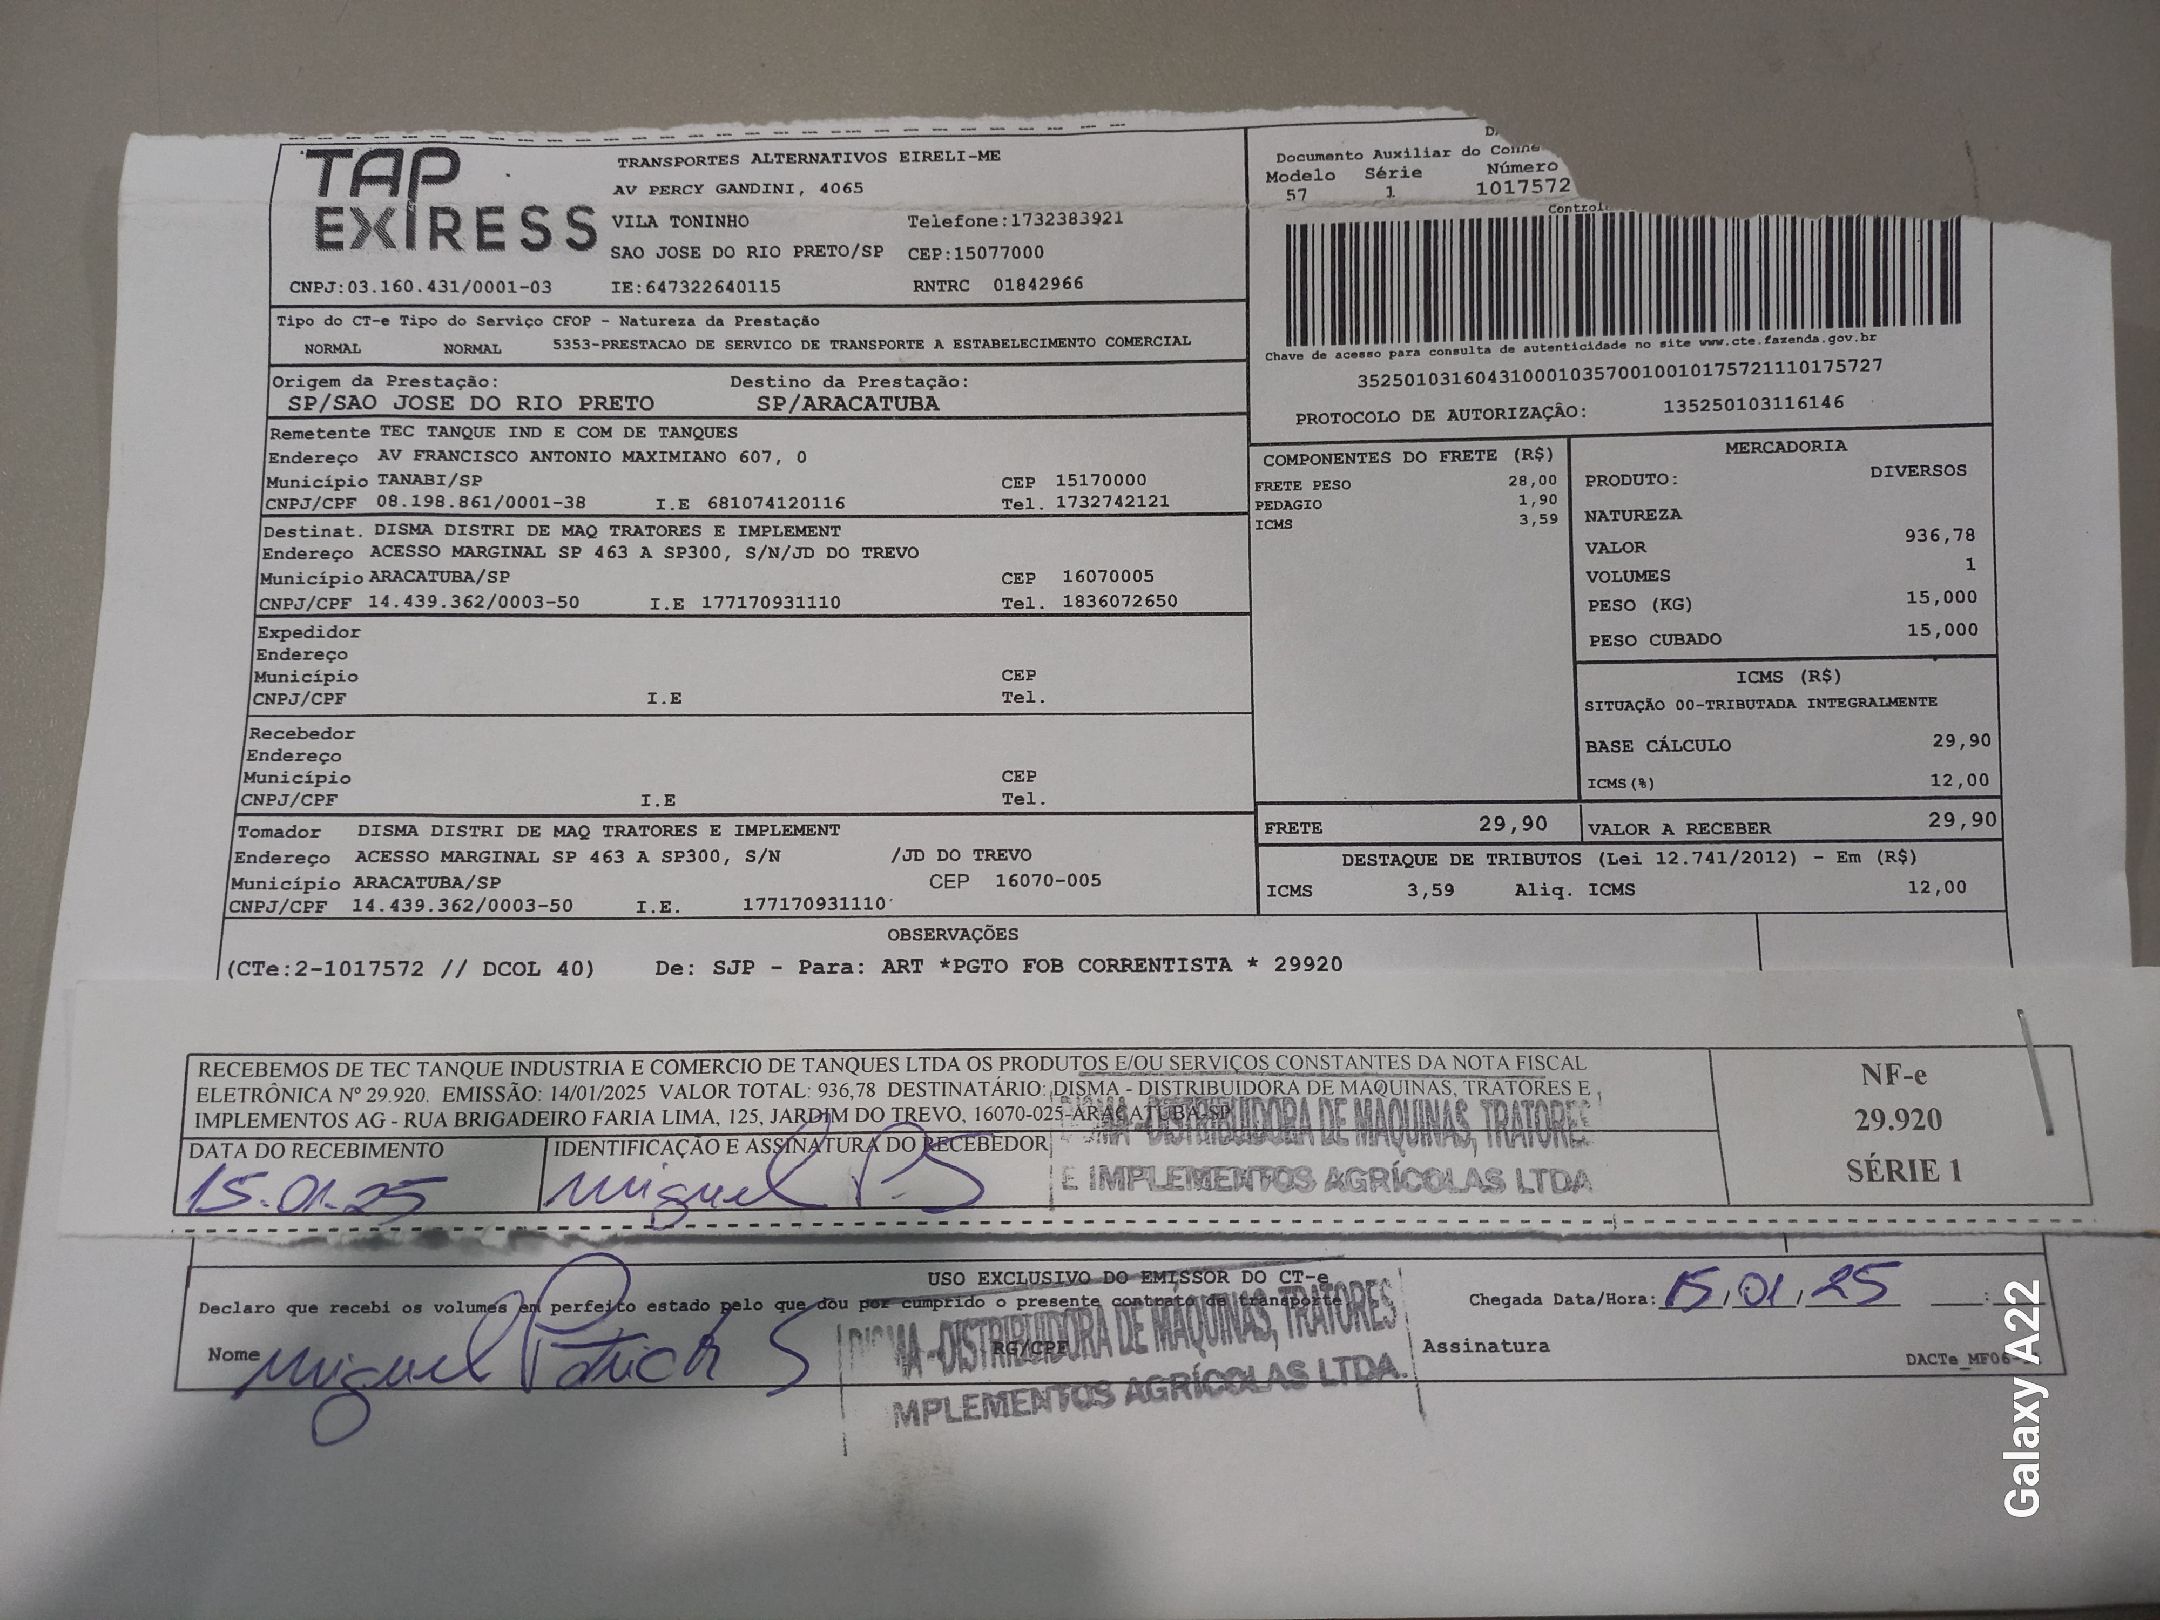 TAP
EXPRESS
TRANSPORTES ALTERNATIVOS EIRELI-ME
AV PERCY GANDINI, 4065
VILA TONINHO Telefone:1732383921
SAO JOSE DO RIO PRETO/SP CEP:15077000
CNPJ:03.160.431/0001-03 IE:647322640115 RNTRC 01842966
Documento Auxiliar do
Modelo Série Número
57 1 1017572
Tipo do CT-e Tipo do Serviço CFOP - Natureza da Prestação
NORMAL NORMAL 5353-PRESTACAO DE SERVICO DE TRANSPORTE A ESTABELECIMENTO COMERCIAL
Chave de acesso para consulta de autenticidade no site www.cte.fazenda.gov.br
35250103160431000103570010010175721110175727
PROTOCOLO DE AUTORIZAÇÃO: 135250103116146
Origem da Prestação: Destino da Prestação:
SP/SAO JOSE DO RIO PRETO SP/ARACATUBA
Remetente TEC TANQUE IND E COM DE TANQUES
Endereço AV FRANCISCO ANTONIO MAXIMIANO 607, 0
Município TANABI/SP CEP 15170000
CNPJ/CPF 08.198.861/0001-38 I.E 681074120116 Tel. 1732742121
Destinat. DISMA DISTRI DE MAQ TRATORES E IMPLEMENT
Endereço ACESSO MARGINAL SP 463 A SP300, S/N/JD DO TREVO
Município ARACATUBA/SP CEP 16070005
CNPJ/CPF 14.439.362/0003-50 I.E 177170931110 Tel. 1836072650
Expedidor
Endereço
Município CEP
CNPJ/CPF I.E Tel.
Recebedor
Endereço
Município CEP
CNPJ/CPF I.E Tel.
Tomador DISMA DISTRI DE MAQ TRATORES E IMPLEMENT
Endereço ACESSO MARGINAL SP 463 A SP300, S/N /JD DO TREVO
Município ARACATUBA/SP CEP 16070-005
CNPJ/CPF 14.439.362/0003-50 I.E. 177170931110
COMPONENTES DO FRETE (R$)
FRETE PESO 28,00
PEDAGIO 1,90
ICMS 3,59
MERCADORIA
PRODUTO: DIVERSOS
NATUREZA
VALOR 936,78
VOLUMES 1
PESO (KG) 15,000
PESO CUBADO 15,000
ICMS (R$)
SITUAÇÃO 00-TRIBUTADA INTEGRALMENTE
BASE CÁLCULO 29,90
ICMS(%) 12,00
FRETE 29,90 VALOR A RECEBER 29,90
DESTAQUE DE TRIBUTOS (Lei 12.741/2012) - Em (R$)
ICMS 3,59 Aliq. ICMS 12,00
OBSERVAÇÕES
(CTe:2-1017572 // DCOL 40) De: SJP - Para: ART *PGTO FOB CORRENTISTA * 29920
RECEBEMOS DE TEC TANQUE INDUSTRIA E COMERCIO DE TANQUES LTDA OS PRODUTOS E/OU SERVIÇOS CONSTANTES DA NOTA FISCAL
ELETRÔNICA Nº 29.920. EMISSÃO: 14/01/2025 VALOR TOTAL: 936,78 DESTINATÁRIO: DISMA - DISTRIBUIDORA DE MAQUINAS, TRATORES E
IMPLEMENTOS AG - RUA BRIGADEIRO FARIA LIMA, 125, JARDIM DO TREVO, 16070-025-ARAÇATUBA-SP
DATA DO RECEBIMENTO IDENTIFICAÇÃO E ASSINATURA DO RECEBEDOR
15.01.25 Miguel P.S
DISMA - DISTRIBUIDORA DE MAQUINAS, TRATORES
E IMPLEMENTOS AGRÍCOLAS LTDA
NF-e
29.920
SÉRIE 1
USO EXCLUSIVO DO EMISSOR DO CT-e
Declaro que recebi os volumes em perfeito estado pelo que dou por cumprido o presente contrato de transporte
Chegada Data/Hora: 15,01,25
Nome Miguel Patrich S RG/CPF Assinatura
DISMA - DISTRIBUIDORA DE MÁQUINAS, TRATORES
MPLEMENTOS AGRÍCOLAS LTDA.
Galaxy A22